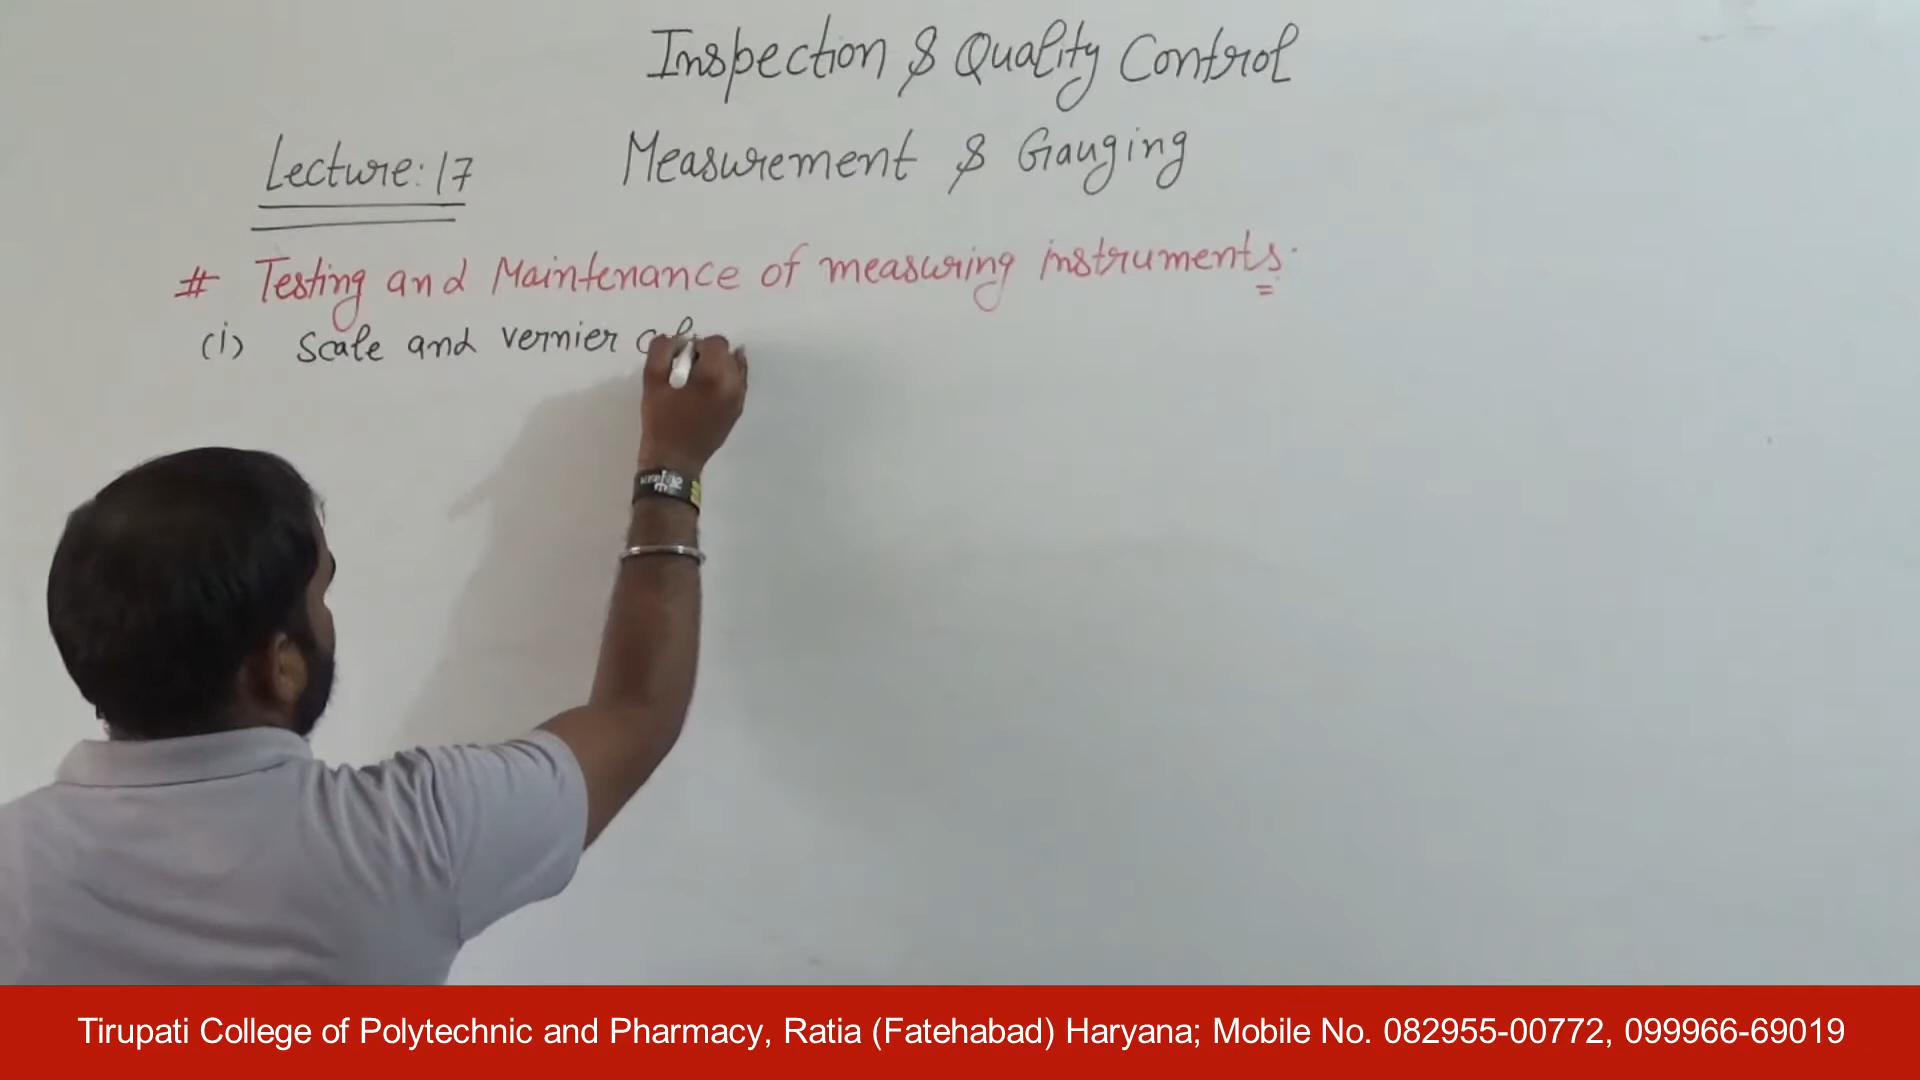 Inspection & Quality Control
Lecture: 17
Measurement & Gauging
# Testing and Maintenance of measuring instruments.
(i) Scale and vernier
Tirupati College of Polytechnic and Pharmacy, Ratia (Fatehabad) Haryana; Mobile No. 082955-00772, 099966-69019